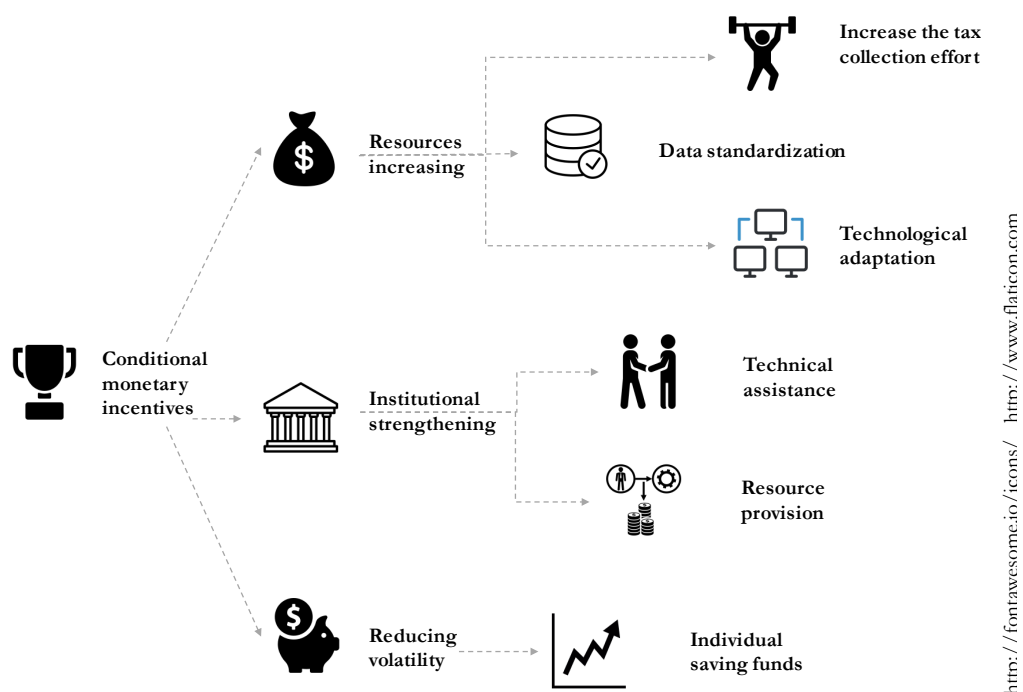 Increase the tax
collection effort
$
Resources
increasing
Data standardization
Technological
adaptation
Conditional
monetary
incentives
Institutional
strengthening
Technical
assistance
Resource
provision
$
Reducing
volatility
Individual
saving funds
http://fontawesome.io/icons/ http://www.flaticon.com